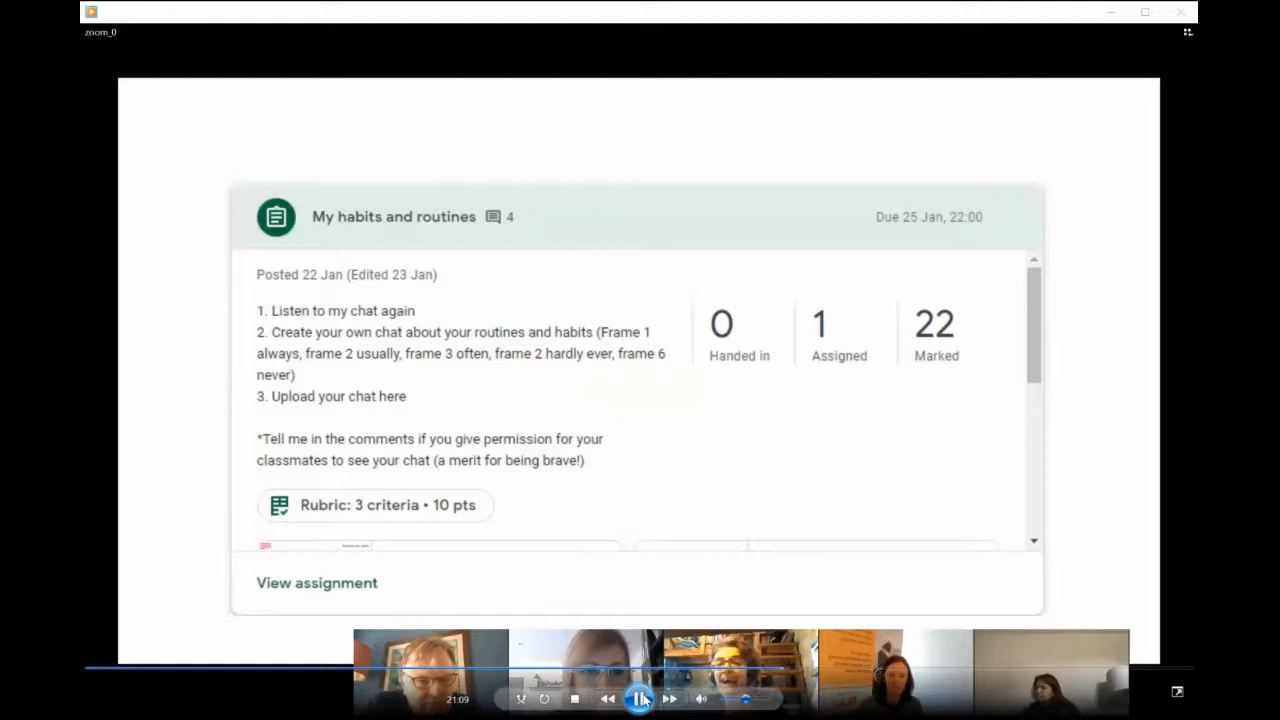 zoom_0
My habits and routines 4
Due 25 Jan, 22:00
Posted 22 Jan (Edited 23 Jan)
1. Listen to my chat again
2. Create your own chat about your routines and habits (Frame 1
always, frame 2 usually, frame 3 often, frame 2 hardly ever, frame 6
never)
3. Upload your chat here
*Tell me in the comments if you give permission for your
classmates to see your chat (a merit for being brave!)
0
Handed in
1
Assigned
22
Marked
Rubric: 3 criteria • 10 pts
View assignment
21:09